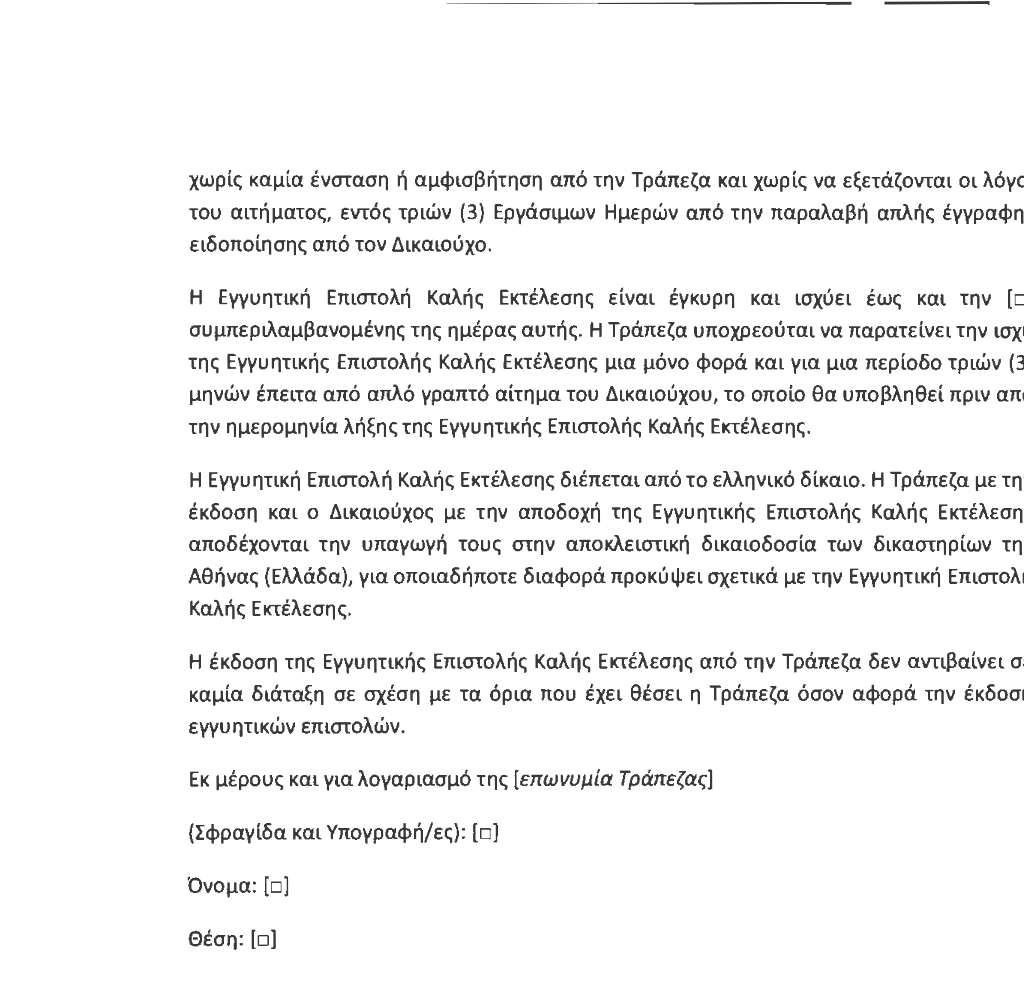 χωρίς καμία ένσταση ή αμφισβήτηση από την Τράπεζα και χωρίς να εξετάζονται οι λόγο
του αιτήματος, εντός τριών (3) Εργάσιμων Ημερών από την παραλαβή απλής έγγραφη
ειδοποίησης από τον Δικαιούχο.
Η Εγγυητική Επιστολή Καλής Εκτέλεσης είναι έγκυρη και ισχύει έως και την [□
συμπεριλαμβανομένης της ημέρας αυτής. Η Τράπεζα υποχρεούται να παρατείνει την ισχ
της Εγγυητικής Επιστολής Καλής Εκτέλεσης μια μόνο φορά και για μια περίοδο τριών (3
μηνών έπειτα από απλό γραπτό αίτημα του Δικαιούχου, το οποίο θα υποβληθεί πριν απ
την ημερομηνία λήξης της Εγγυητικής Επιστολής Καλής Εκτέλεσης.
Η Εγγυητική Επιστολή Καλής Εκτέλεσης διέπεται από το ελληνικό δίκαιο. Η Τράπεζα με τη
έκδοση και ο Δικαιούχος με την αποδοχή της Εγγυητικής Επιστολής Καλής Εκτέλεση
αποδέχονται την υπαγωγή τους στην αποκλειστική δικαιοδοσία των δικαστηρίων τη
Αθήνας (Ελλάδα), για οποιαδήποτε διαφορά προκύψει σχετικά με την Εγγυητική Επιστολ
Καλής Εκτέλεσης.
Η έκδοση της Εγγυητικής Επιστολής Καλής Εκτέλεσης από την Τράπεζα δεν αντιβαίνει σ
καμία διάταξη σε σχέση με τα όρια που έχει θέσει η Τράπεζα όσον αφορά την έκδοσ
εγγυητικών επιστολών.
Εκ μέρους και για λογαριασμό της [επωνυμία Τράπεζας]
(Σφραγίδα και Υπογραφή/ες): [□]
Όνομα: [□]
Θέση: [□]